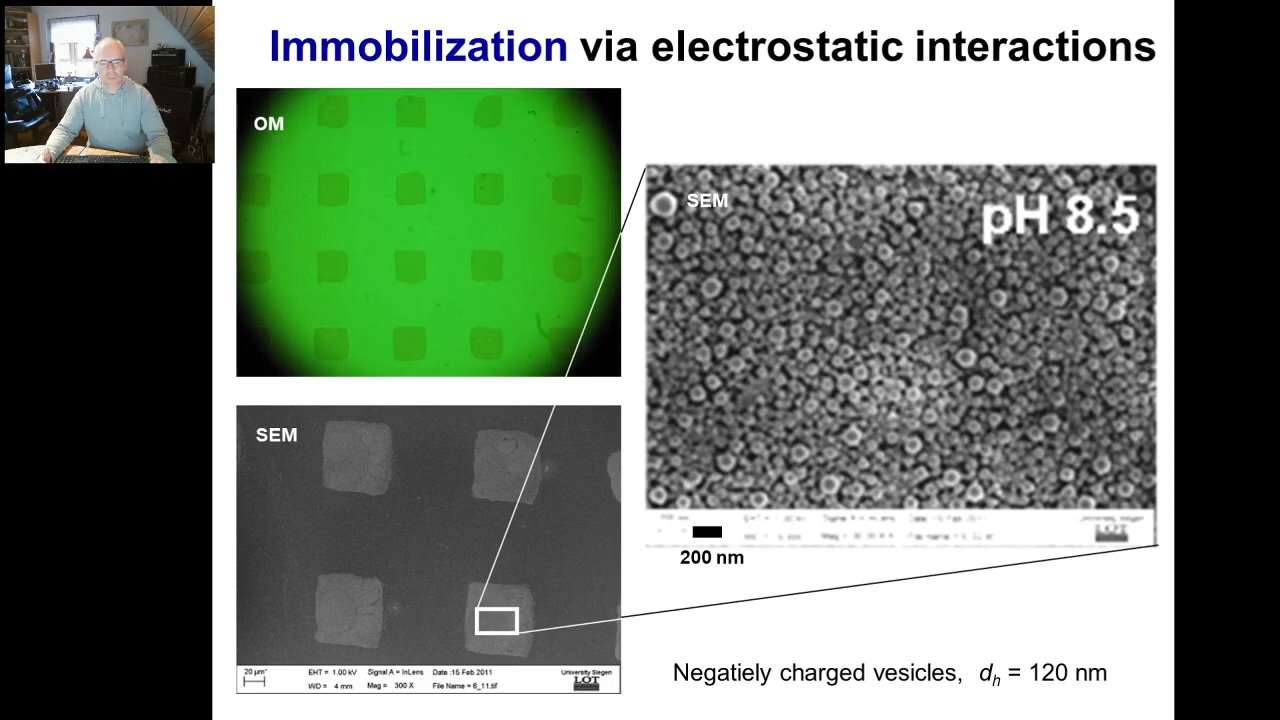 Immobilization via electrostatic interactions
OM
SEM
pH 8.5
200 nm
SEM
20 µm*
EHT = 1.00 kV Signal A = InLens Date :15 Feb 2011 University Siegen
WD = 4 mm Mag = 300 X File Name = 6_11.tif LOT
Negatiely charged vesicles, dh = 120 nm